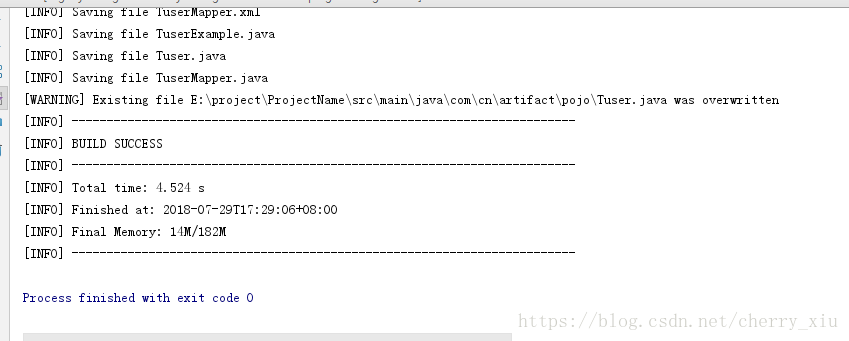 [INFO] Saving file TuserMapper.xml
[INFO] Saving file TuserExample.java
[INFO] Saving file Tuser.java
[INFO] Saving file TuserMapper.java
[WARNING] Existing file E:\project\ProjectName\src\main\java\com\cn\artifact\pojo\Tuser.java was overwritten
[INFO] ------------------------------------------------------------------------
[INFO] BUILD SUCCESS
[INFO] ------------------------------------------------------------------------
[INFO] Total time: 4.524 s
[INFO] Finished at: 2018-07-29T17:29:06+08:00
[INFO] Final Memory: 14M/182M
[INFO] ------------------------------------------------------------------------
Process finished with exit code 0
https://blog.csdn.net/cherry_xiu